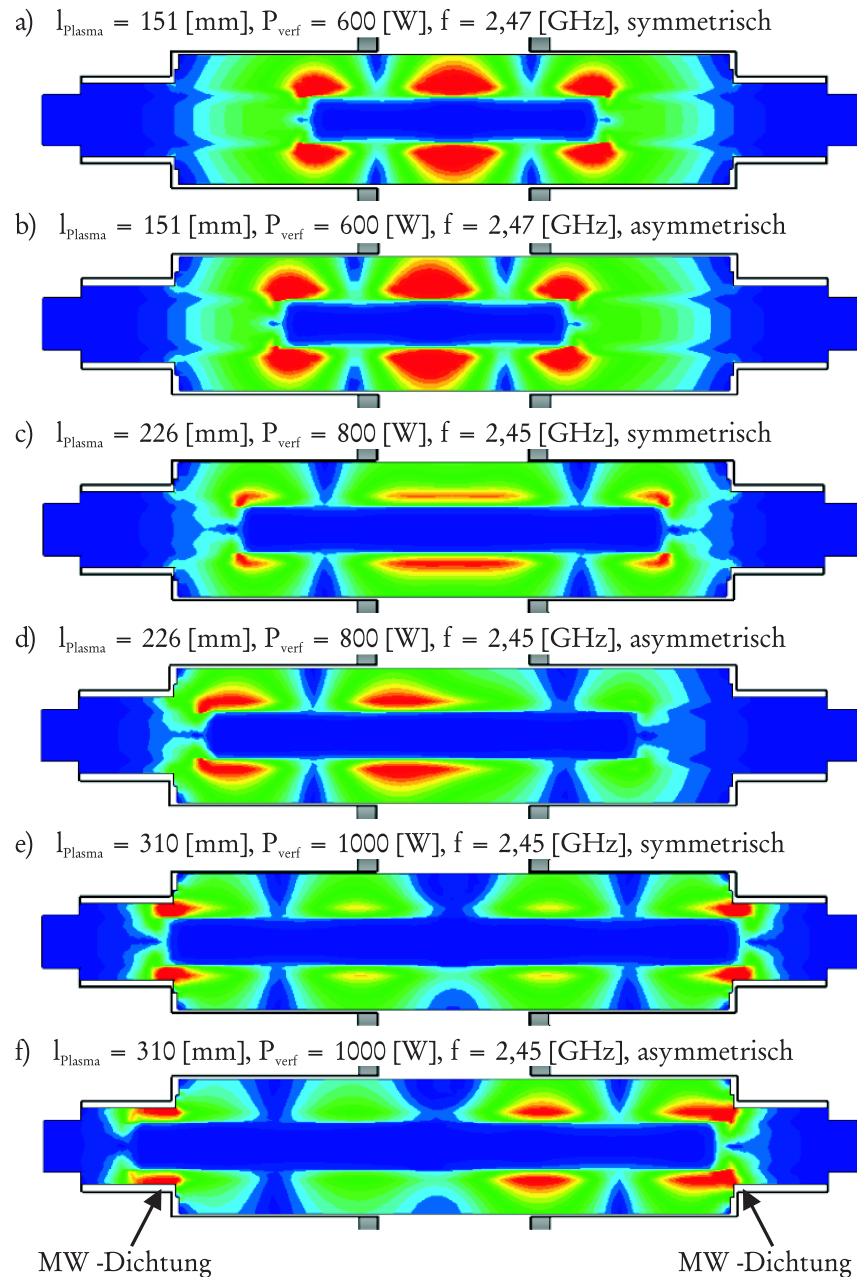 a) l_Plasma = 151 [mm], P_verf = 600 [W], f = 2,47 [GHz], symmetrisch
b) l_Plasma = 151 [mm], P_verf = 600 [W], f = 2,47 [GHz], asymmetrisch
c) l_Plasma = 226 [mm], P_verf = 800 [W], f = 2,45 [GHz], symmetrisch
d) l_Plasma = 226 [mm], P_verf = 800 [W], f = 2,45 [GHz], asymmetrisch
e) l_Plasma = 310 [mm], P_verf = 1000 [W], f = 2,45 [GHz], symmetrisch
f) l_Plasma = 310 [mm], P_verf = 1000 [W], f = 2,45 [GHz], asymmetrisch
MW -Dichtung MW -Dichtung